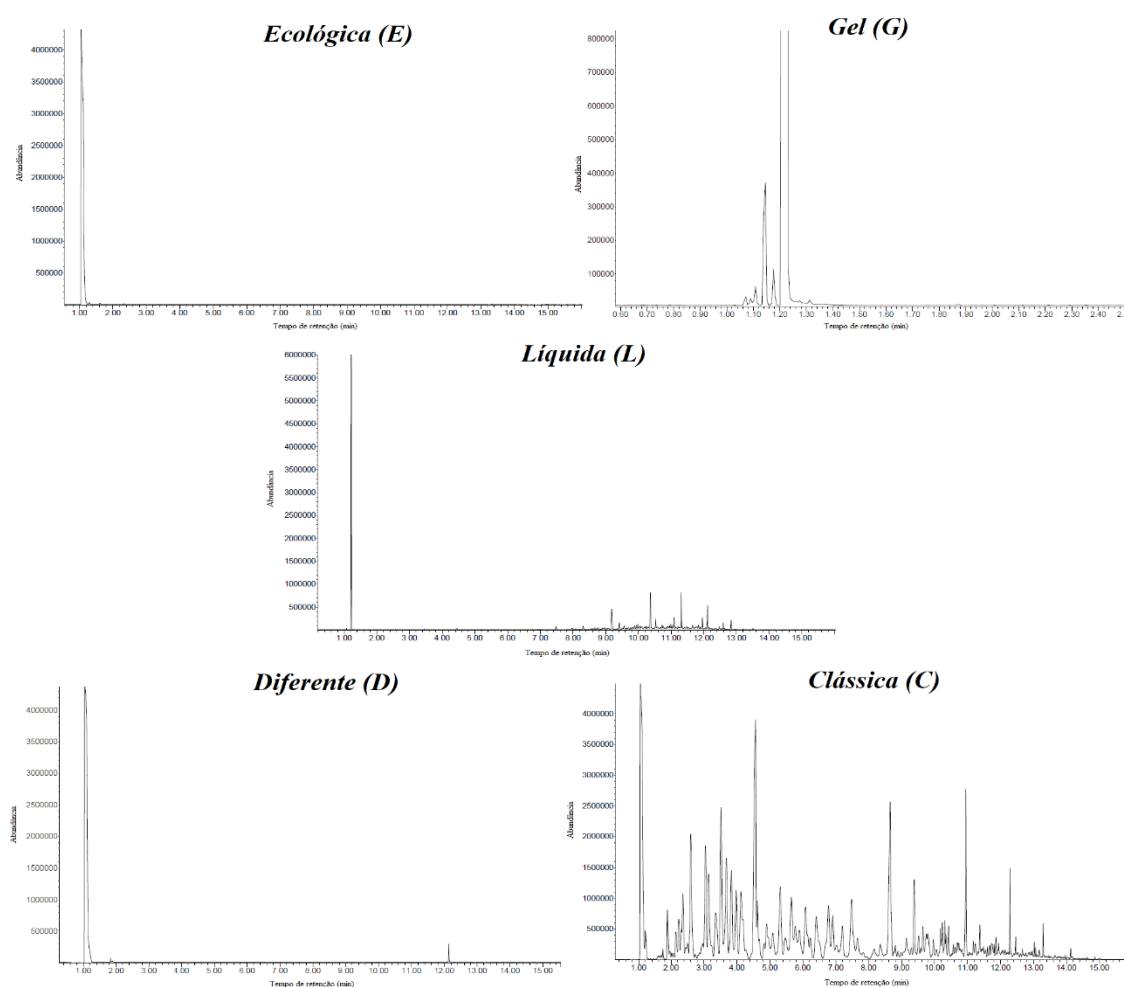 Ecológica (E)
Abundância
4000000
3500000
3000000
2500000
2000000
1500000
1000000
500000
1.00 2.00 3.00 4.00 5.00 6.00 7.00 8.00 9.00 10.00 11.00 12.00 13.00 14.00 15.00
Tempo de retenção (min)
Gel (G)
Abundância
800000
700000
600000
500000
400000
300000
200000
100000
0.60 0.70 0.80 0.90 1.00 1.10 1.20 1.30 1.40 1.50 1.60 1.70 1.80 1.90 2.00 2.10 2.20 2.30 2.40
Tempo de retenção (min)
Líquida (L)
Abundância
6000000
5500000
5000000
4500000
4000000
3500000
3000000
2500000
2000000
1500000
1000000
500000
1.00 2.00 3.00 4.00 5.00 6.00 7.00 8.00 9.00 10.00 11.00 12.00 13.00 14.00 15.00
Tempo de retenção (min)
Diferente (D)
Abundância
4000000
3500000
3000000
2500000
2000000
1500000
1000000
500000
1.00 2.00 3.00 4.00 5.00 6.00 7.00 8.00 9.00 10.00 11.00 12.00 13.00 14.00 15.00
Tempo de retenção (min)
Clássica (C)
Abundância
4000000
3500000
3000000
2500000
2000000
1500000
1000000
500000
1.00 2.00 3.00 4.00 5.00 6.00 7.00 8.00 9.00 10.00 11.00 12.00 13.00 14.00 15.00
Tempo de retenção (min)